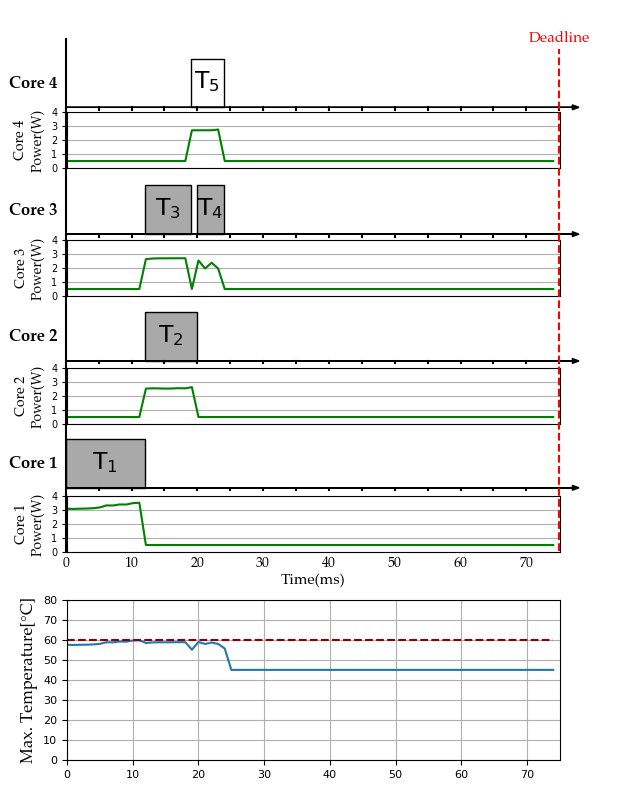 Deadline
Core 4
T5
Core 4
Power(W)
4
3
2
1
0
Core 3
T3
T4
Core 3
Power(W)
4
3
2
1
0
Core 2
T2
Core 2
Power(W)
4
3
2
1
0
Core 1
T1
Core 1
Power(W)
4
3
2
1
0
0 10 20 30 40 50 60 70
Time(ms)
Max. Temperature[°C]
80
70
60
50
40
30
20
10
0
0 10 20 30 40 50 60 70